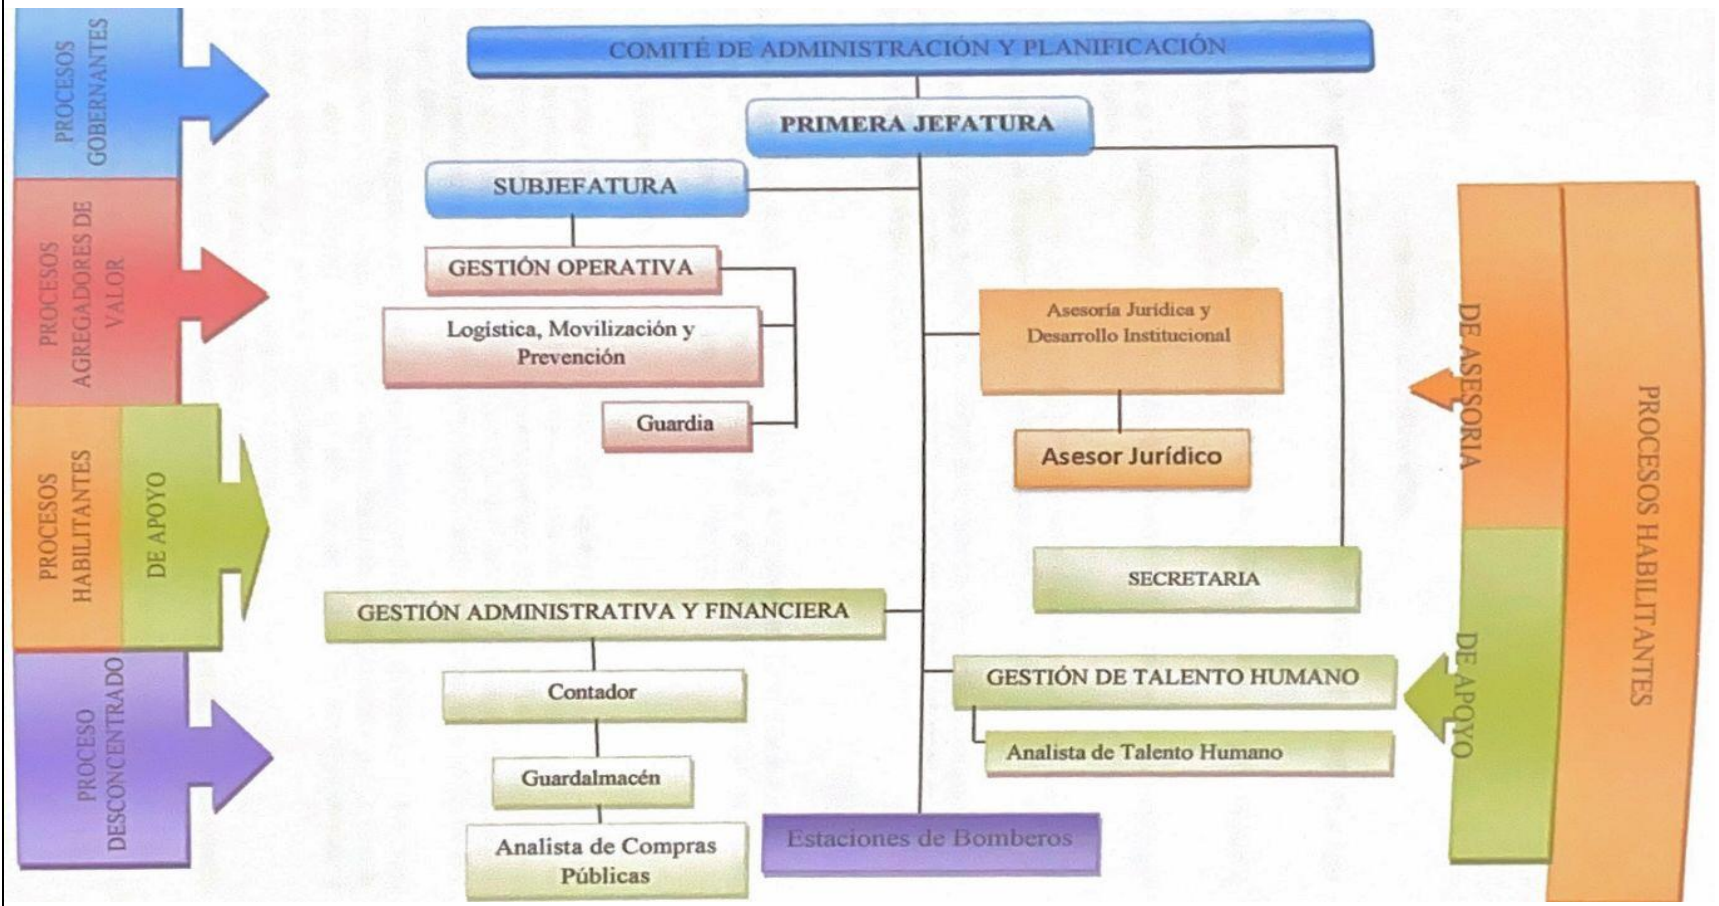 PROCESOS
GOBERNANTES
COMITÉ DE ADMINISTRACIÓN Y PLANIFICACIÓN
PRIMERA JEFATURA
SUBJEFATURA
PROCESOS
AGREGADORES DE
VALOR
GESTIÓN OPERATIVA
Logística, Movilización y
Prevención
Guardia
Asesoría Jurídica y
Desarrollo Institucional
Asesor Jurídico
DE ASESORIA
PROCESOS HABILITANTES
PROCESOS
HABILITANTES
DE APOYO
SECRETARIA
GESTIÓN ADMINISTRATIVA Y FINANCIERA
Contador
Guardalmacén
Analista de Compras
Públicas
GESTIÓN DE TALENTO HUMANO
Analista de Talento Humano
DE APOYO
PROCESO
DESCONCENTRADO
Estaciones de Bomberos